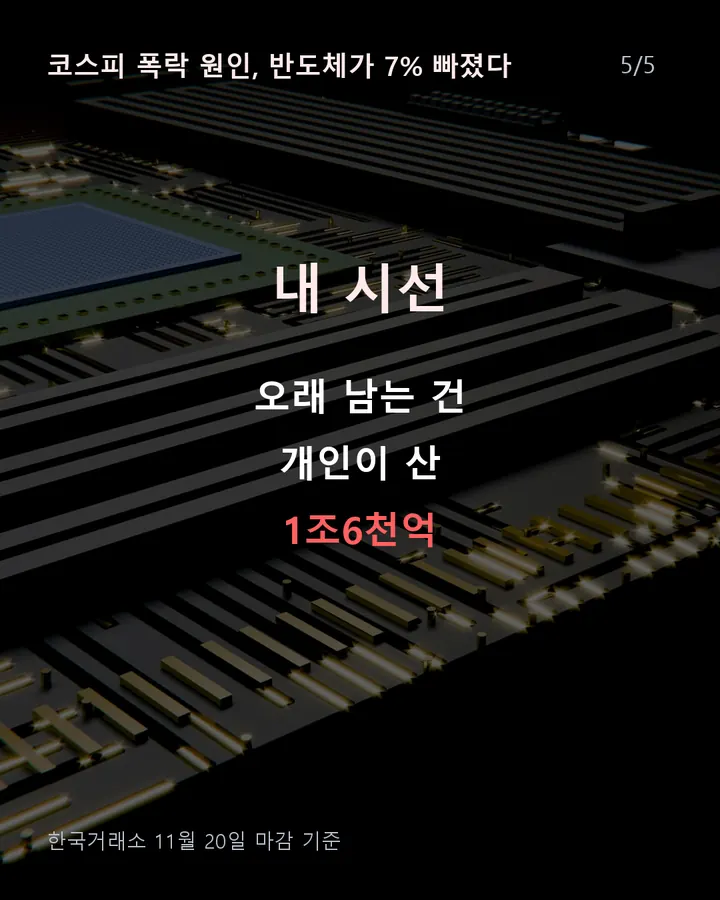 코스피 폭락 원인, 반도체가 7% 빠졌다
5/5
내 시선
오래 남는 건
개인이 산
1조6천억
한국거래소 11월 20일 마감 기준